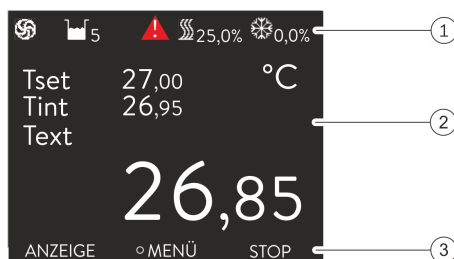 5 25,0% 0,0% 1
Tset 27,00 °C
Tint 26,95 2
Text
26,85
ANZEIGE ○ MENÜ STOP 3